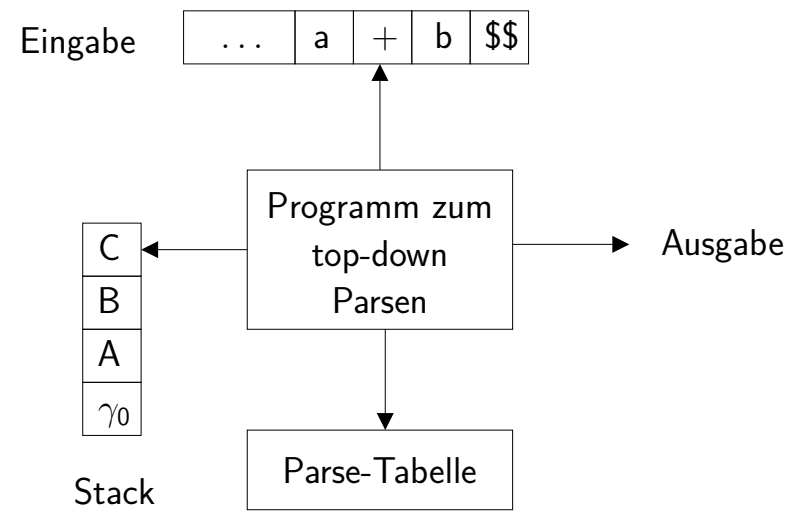 Eingabe
… a + b $$
Programm zum
top-down
Parsen
Ausgabe
C
B
A
γ₀
Stack
Parse-Tabelle